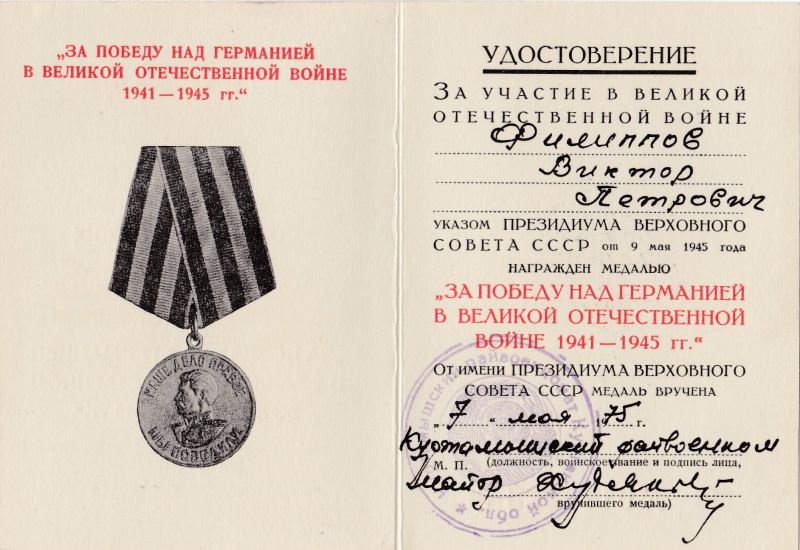 „ЗА ПОБЕДУ НАД ГЕРМАНИЕЙ
В ВЕЛИКОЙ ОТЕЧЕСТВЕННОЙ ВОЙНЕ
1941—1945 гг.“
НАШЕ ДЕЛО ПРАВОЕ
МЫ ПОБЕДИЛИ
УДОСТОВЕРЕНИЕ
ЗА УЧАСТИЕ В ВЕЛИКОЙ
ОТЕЧЕСТВЕННОЙ ВОЙНЕ
Филиппов
Виктор
Петрович
УКАЗОМ ПРЕЗИДИУМА ВЕРХОВНОГО
СОВЕТА СССР от 9 мая 1945 года
НАГРАЖДЕН МЕДАЛЬЮ
„ЗА ПОБЕДУ НАД ГЕРМАНИЕЙ
В ВЕЛИКОЙ ОТЕЧЕСТВЕННОЙ
ВОЙНЕ 1941—1945 гг.“
ОТ ИМЕНИ ПРЕЗИДИУМА ВЕРХОВНОГО
СОВЕТА СССР МЕДАЛЬ ВРУЧЕНА
„7“ мая 1975 г.
Куртамышский райвоенком
М. П. (должность, воинское звание и подпись лица,
майор
вручившего медаль)